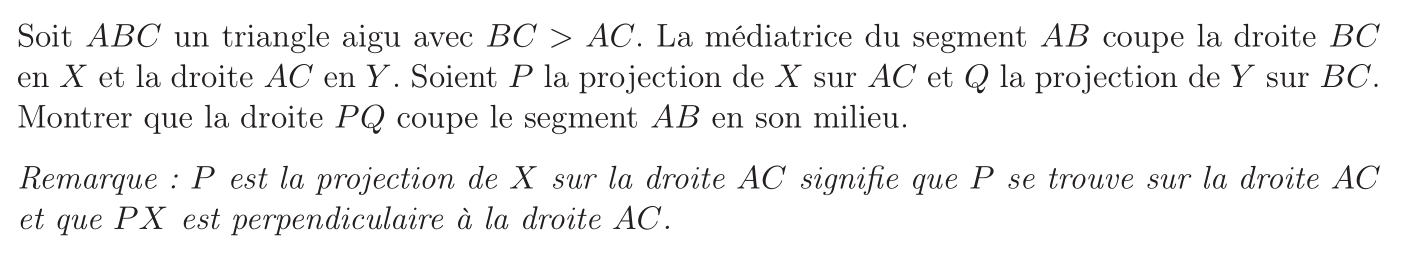 Soit ABC un triangle aigu avec BC > AC. La médiatrice du segment AB coupe la droite BC
en X et la droite AC en Y. Soient P la projection de X sur AC et Q la projection de Y sur BC.
Montrer que la droite PQ coupe le segment AB en son milieu.
Remarque : P est la projection de X sur la droite AC signifie que P se trouve sur la droite AC
et que PX est perpendiculaire à la droite AC.